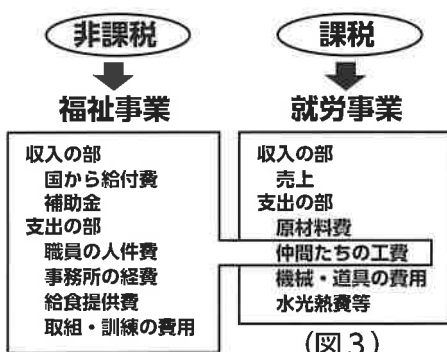 非課税
福祉事業
収入の部
国から給付費
補助金
支出の部
職員の人件費
事務所の経費
給食提供費
取組・訓練の費用
課税
就労事業
収入の部
売上
支出の部
原材料費
仲間たちの工費
機械・道具の費用
水光熱費等
(図3)